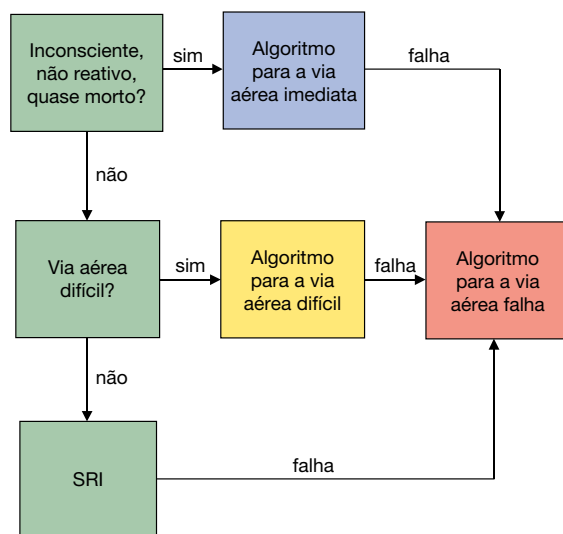 Inconsciente,
não reativo,
quase morto?
sim
Algoritmo
para a via
aérea imediata
falha
não
Via aérea
difícil?
sim
Algoritmo
para a via
aérea difícil
falha
Algoritmo
para a via
aérea falha
não
SRI
falha